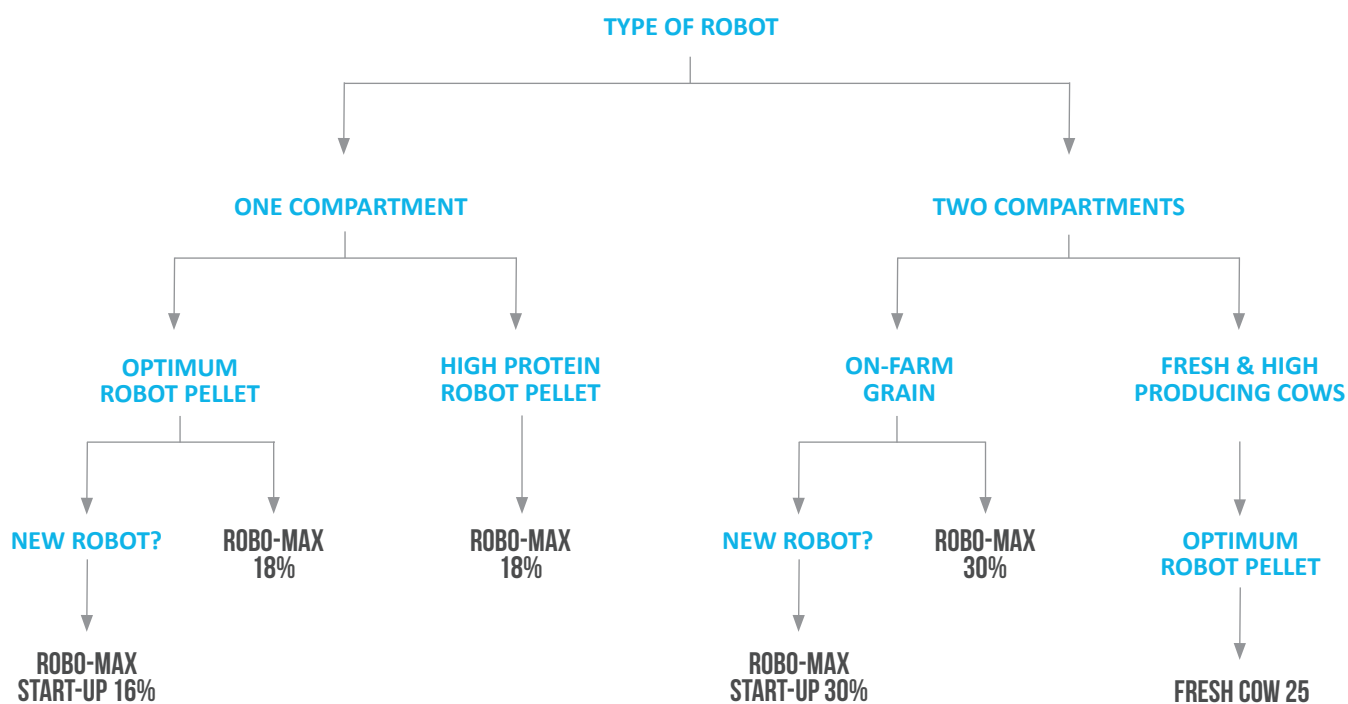 TYPE OF ROBOT
ONE COMPARTMENT
TWO COMPARTMENTS
OPTIMUM
ROBOT PELLET
HIGH PROTEIN
ROBOT PELLET
ON-FARM
GRAIN
FRESH & HIGH
PRODUCING COWS
NEW ROBOT?
ROBO-MAX
18%
ROBO-MAX
18%
NEW ROBOT?
ROBO-MAX
30%
OPTIMUM
ROBOT PELLET
ROBO-MAX
START-UP 16%
ROBO-MAX
START-UP 30%
FRESH COW 25